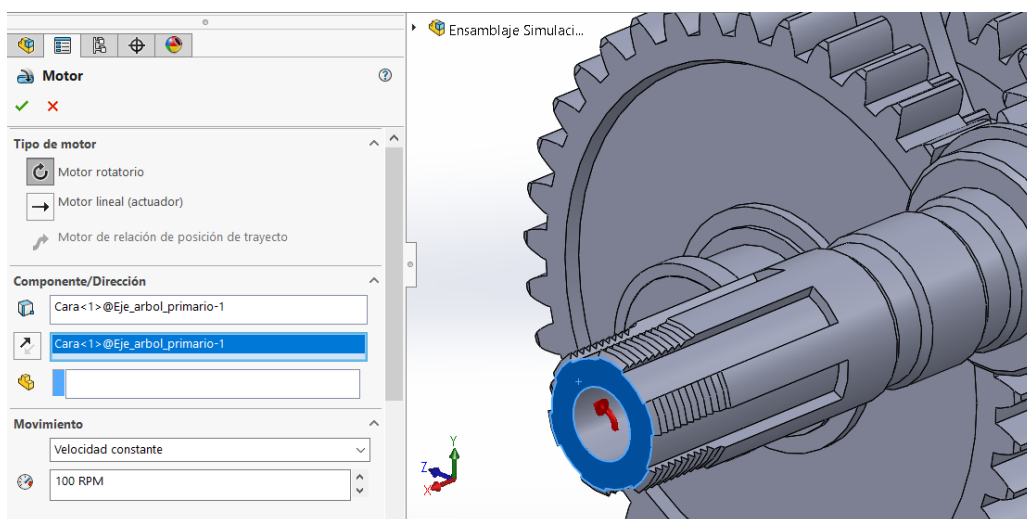 Ensamblaje Simulaci...
Motor
Tipo de motor
Motor rotatorio
Motor lineal (actuador)
Motor de relación de posición de trayecto
Componente/Dirección
Cara<1>@Eje_arbol_primario-1
Cara<1>@Eje_arbol_primario-1
Movimiento
Velocidad constante
100 RPM
Y
Z
X